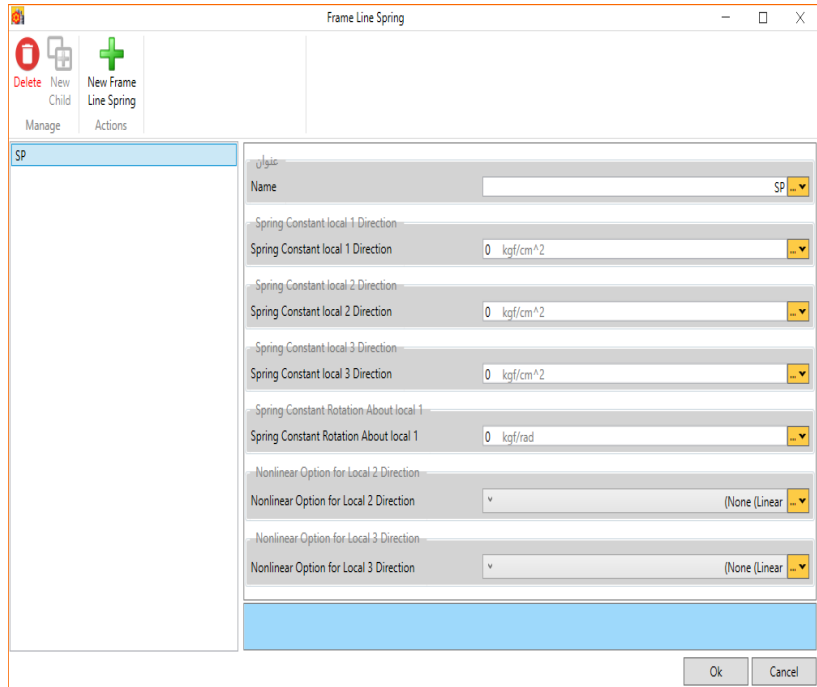 Frame Line Spring
Delete
New Child
New Frame Line Spring
Manage
Actions
SP
عنوان
Name
SP
...
Spring Constant local 1 Direction
Spring Constant local 1 Direction
0 kgf/cm^2
...
Spring Constant local 2 Direction
Spring Constant local 2 Direction
0 kgf/cm^2
...
Spring Constant local 3 Direction
Spring Constant local 3 Direction
0 kgf/cm^2
...
Spring Constant Rotation About local 1
Spring Constant Rotation About local 1
0 kgf/rad
...
Nonlinear Option for Local 2 Direction
Nonlinear Option for Local 2 Direction
(None (Linear
...
Nonlinear Option for Local 3 Direction
Nonlinear Option for Local 3 Direction
(None (Linear
...
Ok
Cancel